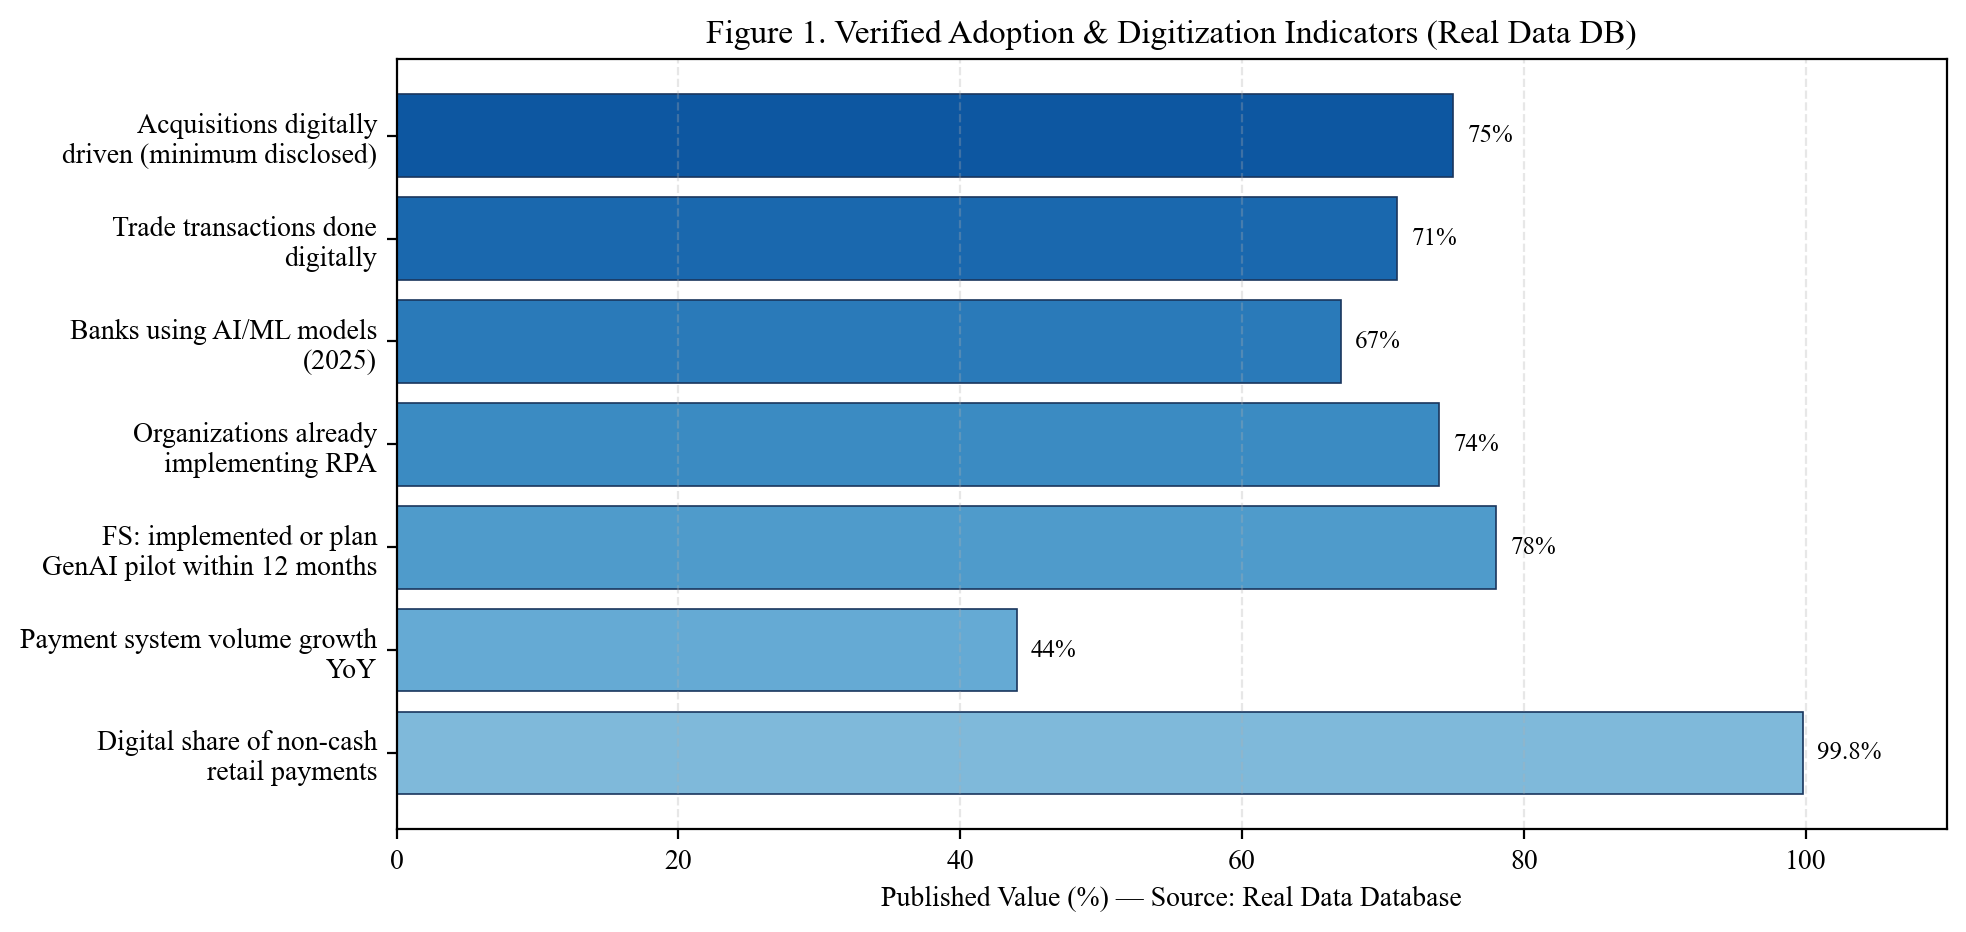 Figure 1. Verified Adoption & Digitization Indicators (Real Data DB)
Acquisitions digitally
driven (minimum disclosed)
75%
Trade transactions done
digitally
71%
Banks using AI/ML models
(2025)
67%
Organizations already
implementing RPA
74%
FS: implemented or plan
GenAI pilot within 12 months
78%
Payment system volume growth
YoY
44%
Digital share of non-cash
retail payments
99.8%
0 20 40 60 80 100
Published Value (%) — Source: Real Data Database